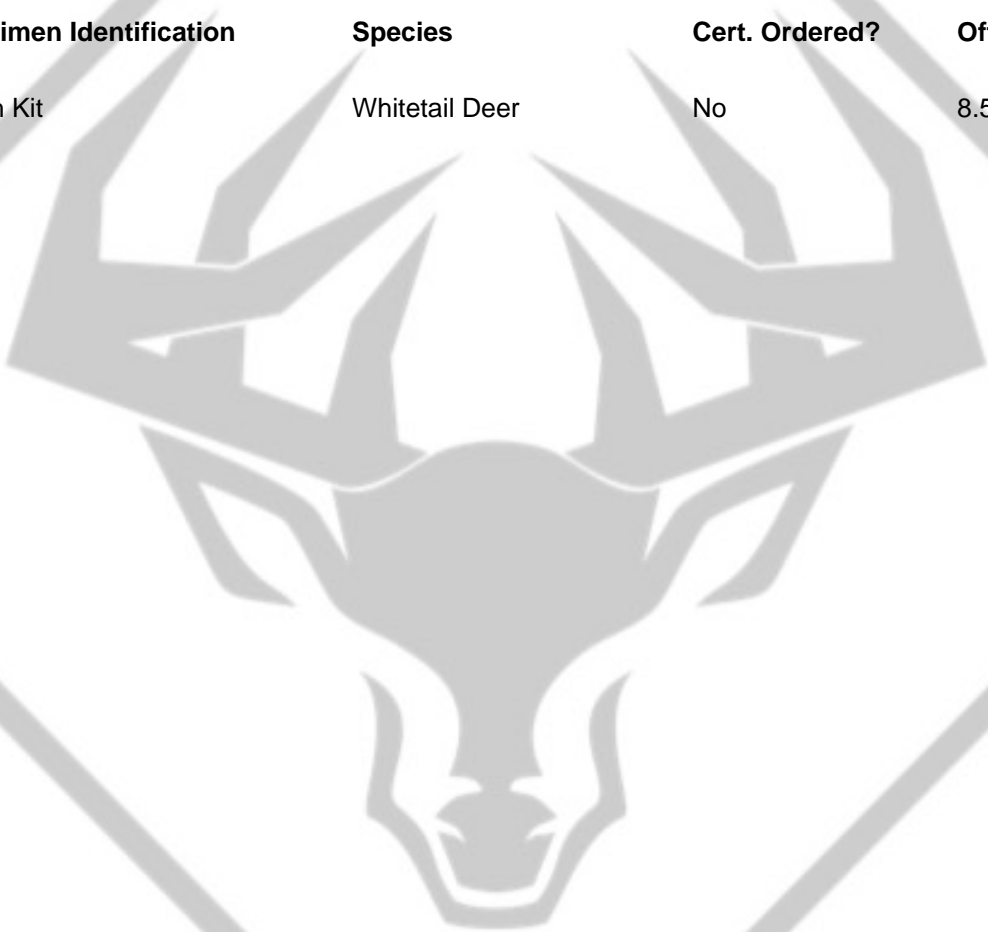 imen Identification Species Cert. Ordered? Of
Kit Whitetail Deer No 8.5